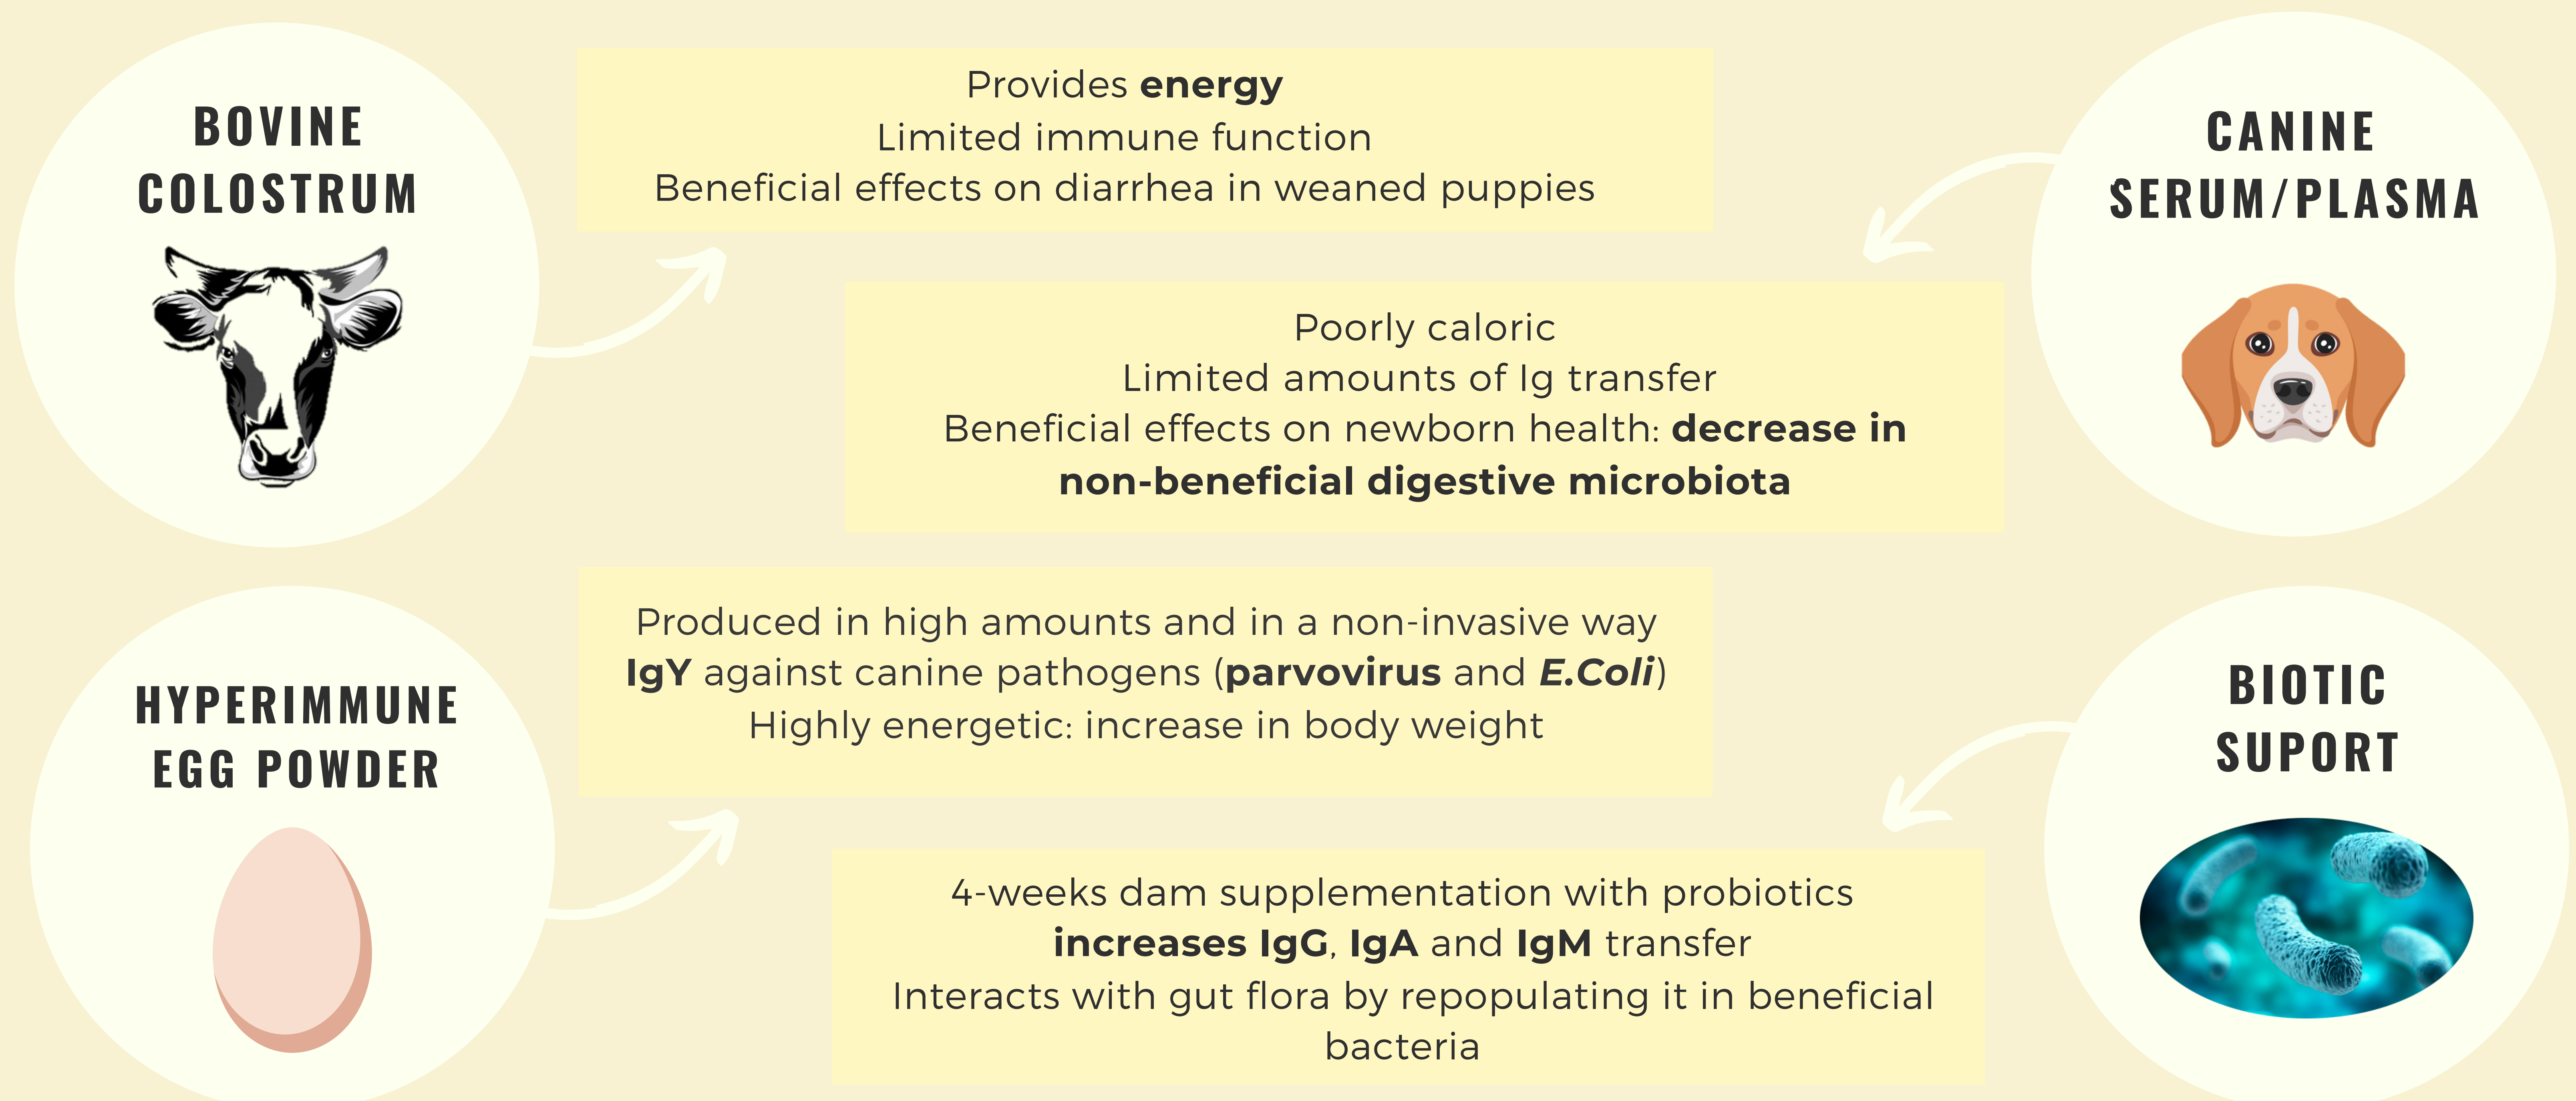 BOVINE
COLOSTRUM
Provides energy
Limited immune function
Beneficial effects on diarrhea in weaned puppies
CANINE
SERUM/PLASMA
Poorly caloric
Limited amounts of Ig transfer
Beneficial effects on newborn health: decrease in
non-beneficial digestive microbiota
HYPERIMMUNE
EGG POWDER
Produced in high amounts and in a non-invasive way
IgY against canine pathogens (parvovirus and E.Coli)
Highly energetic: increase in body weight
BIOTIC
SUPORT
4-weeks dam supplementation with probiotics
increases IgG, IgA and IgM transfer
Interacts with gut flora by repopulating it in beneficial
bacteria